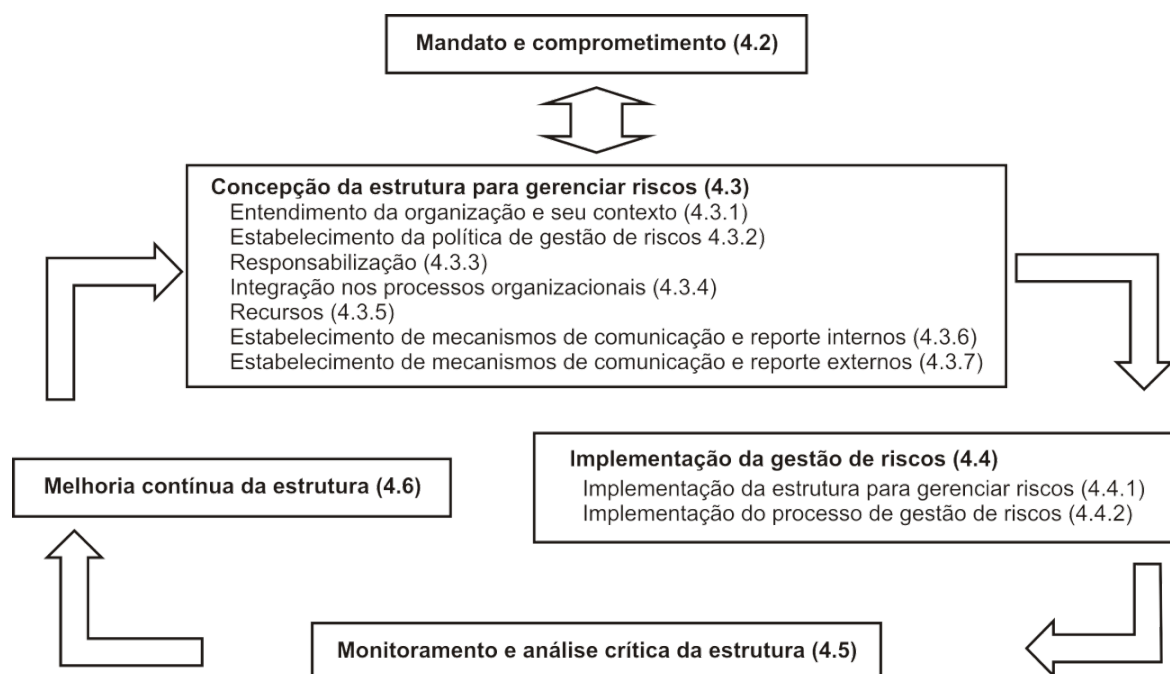 Mandato e comprometimento (4.2)
Concepção da estrutura para gerenciar riscos (4.3)
Entendimento da organização e seu contexto (4.3.1)
Estabelecimento da política de gestão de riscos 4.3.2)
Responsabilização (4.3.3)
Integração nos processos organizacionais (4.3.4)
Recursos (4.3.5)
Estabelecimento de mecanismos de comunicação e reporte internos (4.3.6)
Estabelecimento de mecanismos de comunicação e reporte externos (4.3.7)
Implementação da gestão de riscos (4.4)
Implementação da estrutura para gerenciar riscos (4.4.1)
Implementação do processo de gestão de riscos (4.4.2)
Melhoria contínua da estrutura (4.6)
Monitoramento e análise crítica da estrutura (4.5)